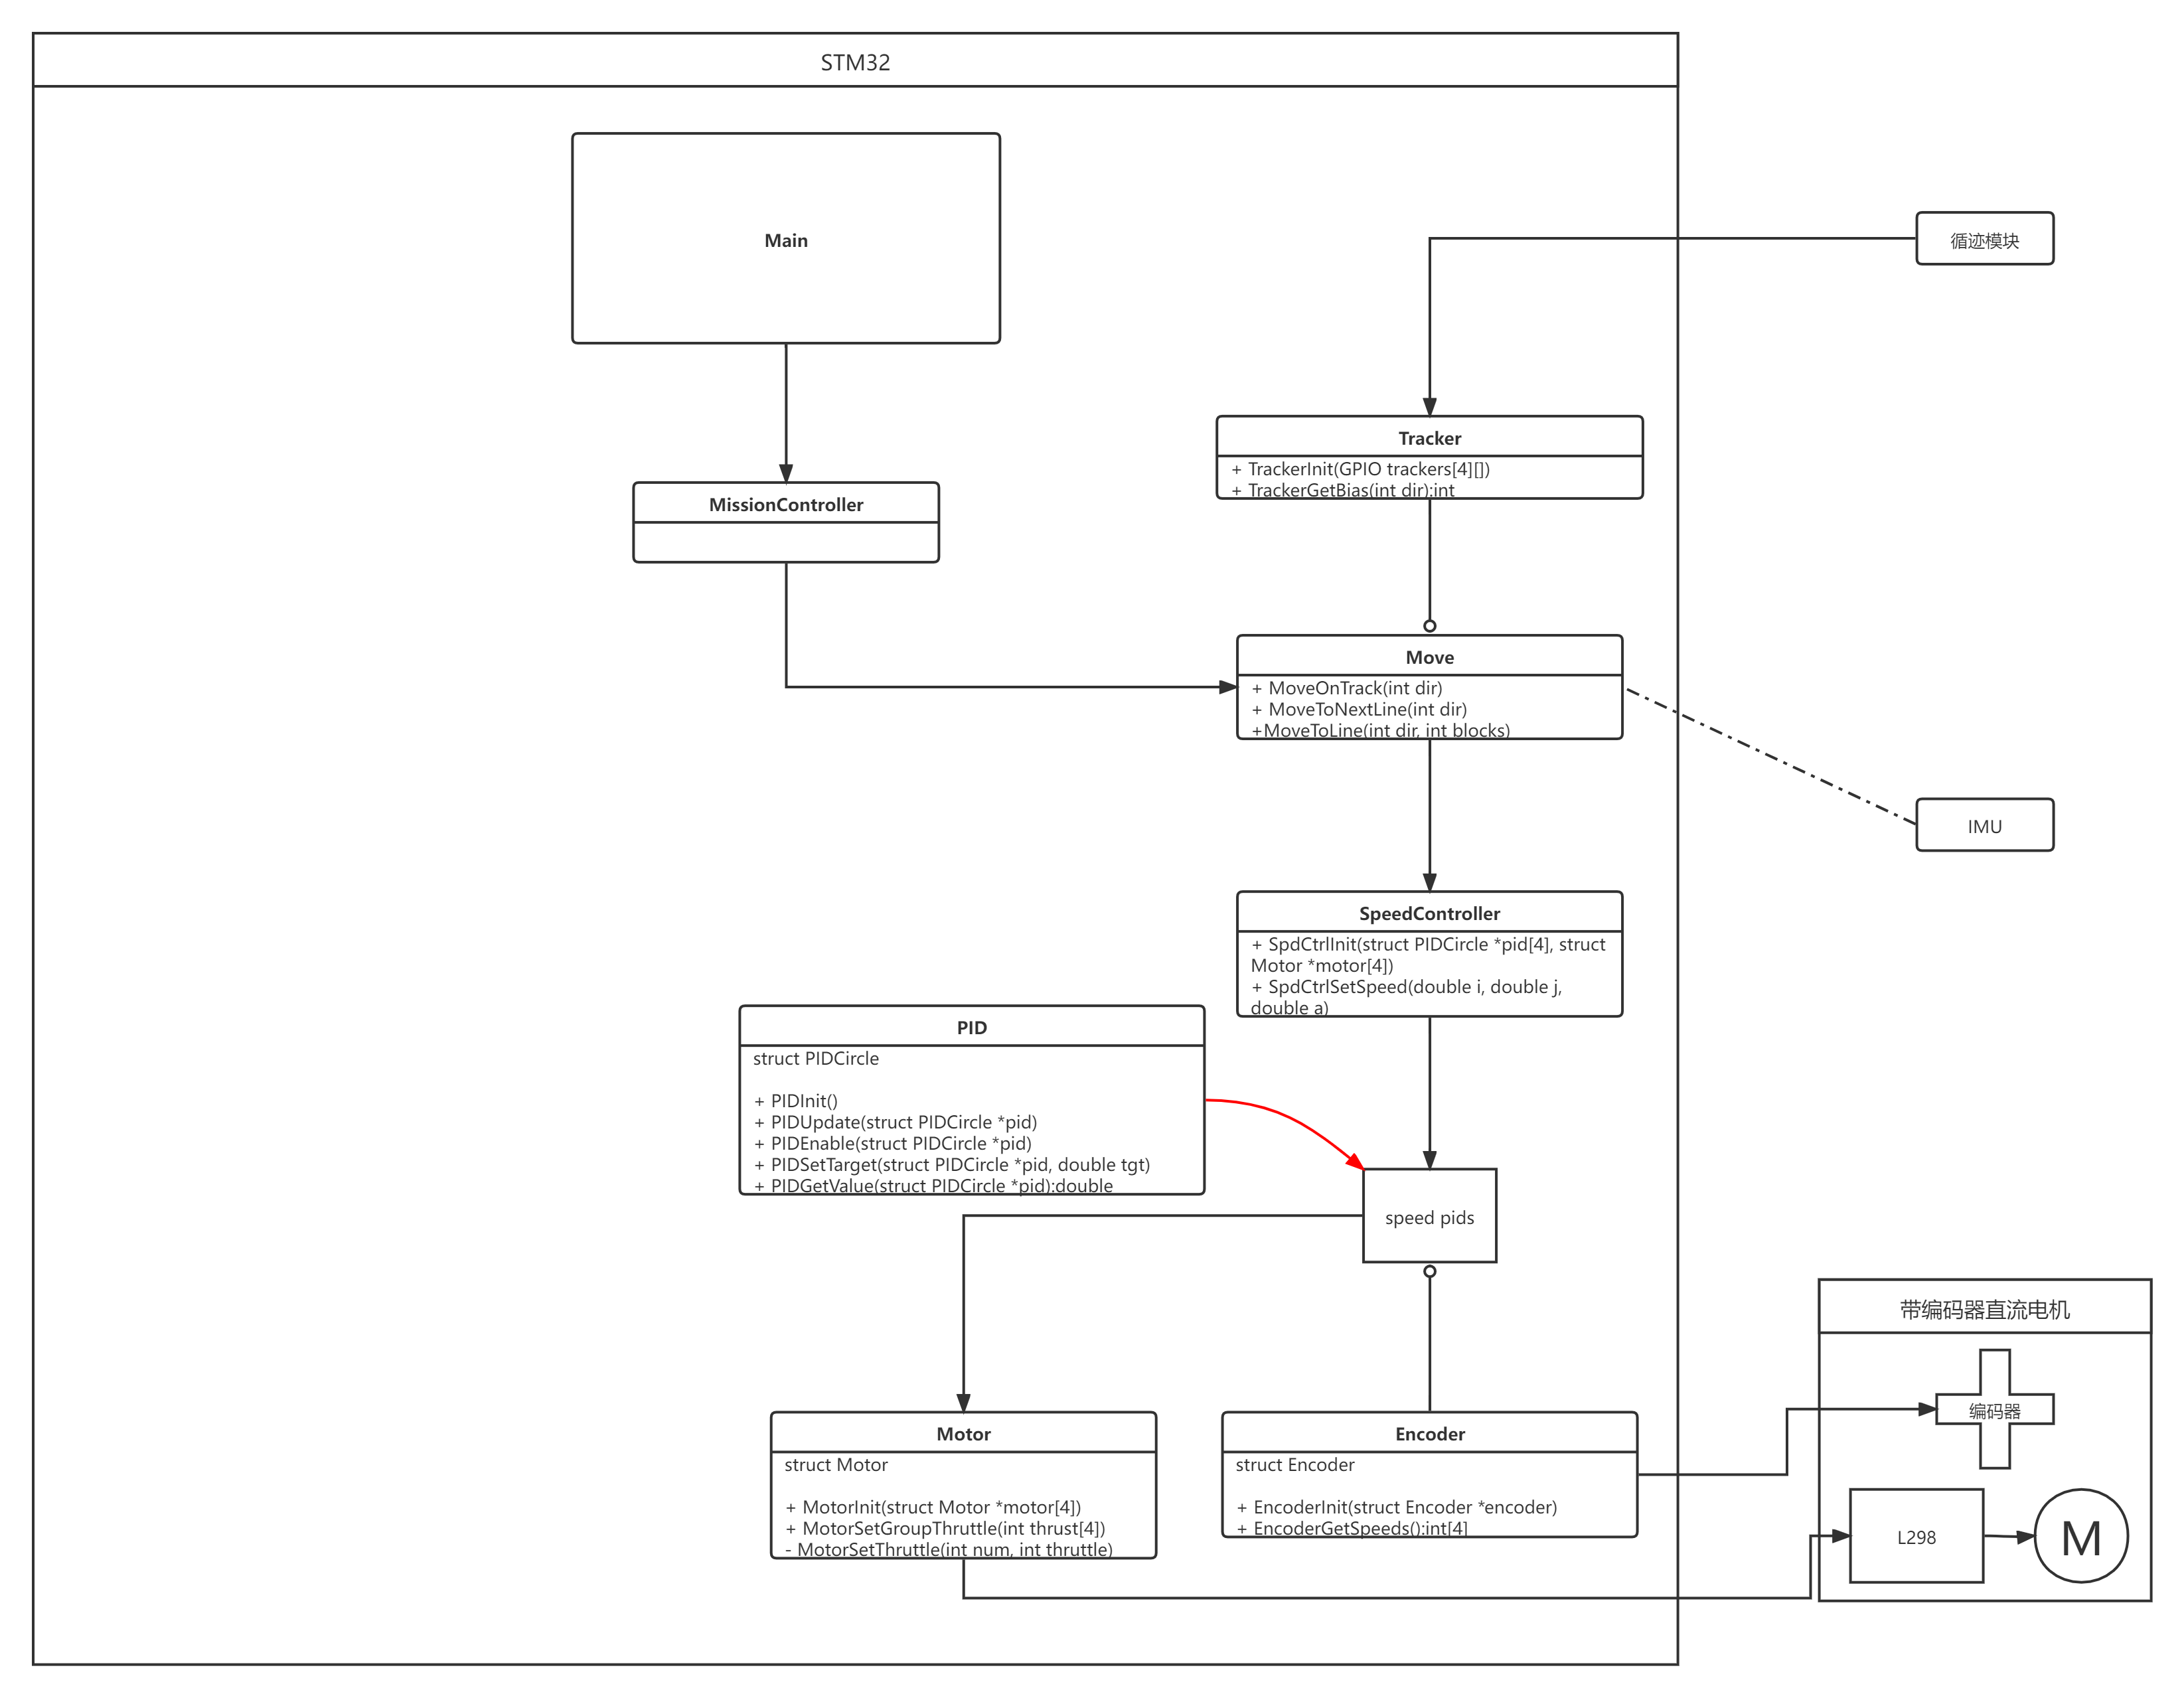 STM32
Main
循迹模块
Tracker
+ TrackerInit(GPIO trackers[4][])
+ TrackerGetBias(int dir):int
MissionController
Move
+ MoveOnTrack(int dir)
+ MoveToNextLine(int dir)
+MoveToLine(int dir, int blocks)
IMU
SpeedController
+ SpdCtrlInit(struct PIDCircle *pid[4], struct
Motor *motor[4])
+ SpdCtrlSetSpeed(double i, double j,
double a)
PID
struct PIDCircle
+ PIDInit()
+ PIDUpdate(struct PIDCircle *pid)
+ PIDEnable(struct PIDCircle *pid)
+ PIDSetTarget(struct PIDCircle *pid, double tgt)
+ PIDGetValue(struct PIDCircle *pid):double
speed pids
带编码器直流电机
编码器
Motor
struct Motor
+ MotorInit(struct Motor *motor[4])
+ MotorSetGroupThrottle(int thrust[4])
- MotorSetThrottle(int num, int throttle)
Encoder
struct Encoder
+ EncoderInit(struct Encoder *encoder)
+ EncoderGetSpeeds():int[4]
L298
M